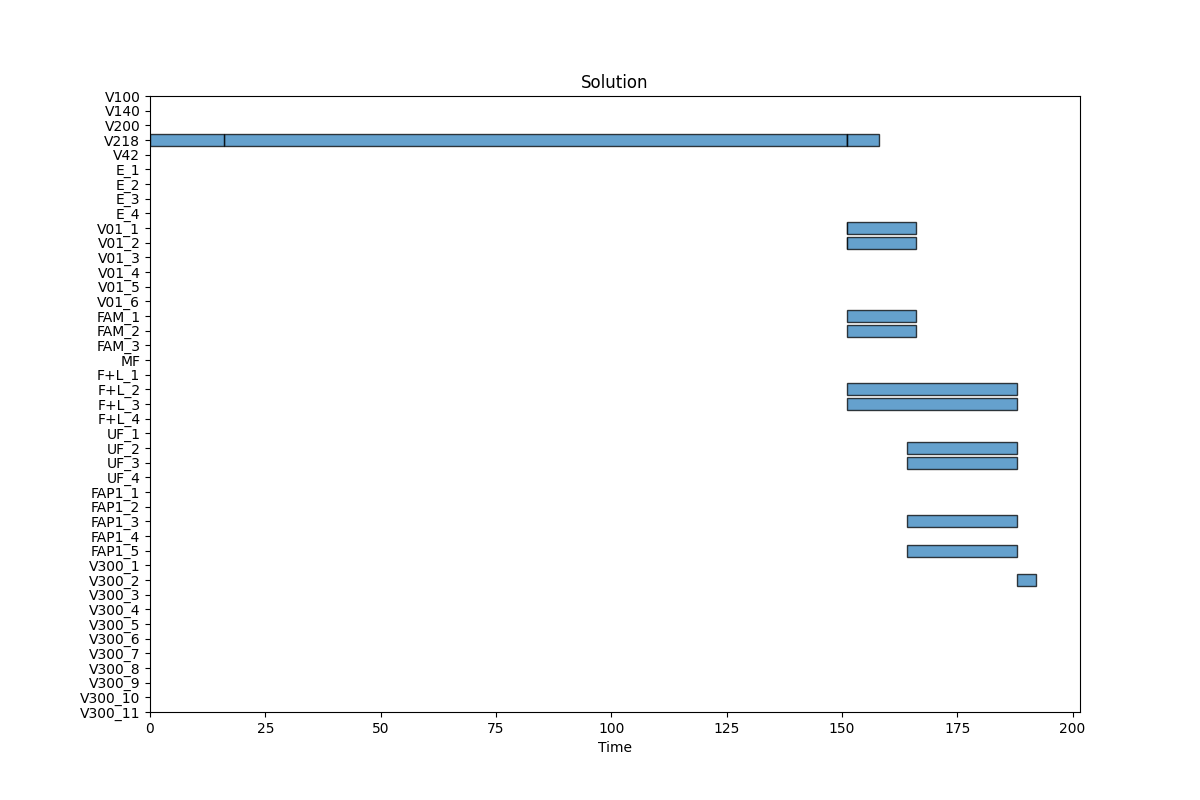 Solution
V100
V140
V200
V218
V42
E_1
E_2
E_3
E_4
V01_1
V01_2
V01_3
V01_4
V01_5
V01_6
FAM_1
FAM_2
FAM_3
MF
F+L_1
F+L_2
F+L_3
F+L_4
UF_1
UF_2
UF_3
UF_4
FAP1_1
FAP1_2
FAP1_3
FAP1_4
FAP1_5
V300_1
V300_2
V300_3
V300_4
V300_5
V300_6
V300_7
V300_8
V300_9
V300_10
V300_11
0 25 50 75 100 125 150 175 200
Time